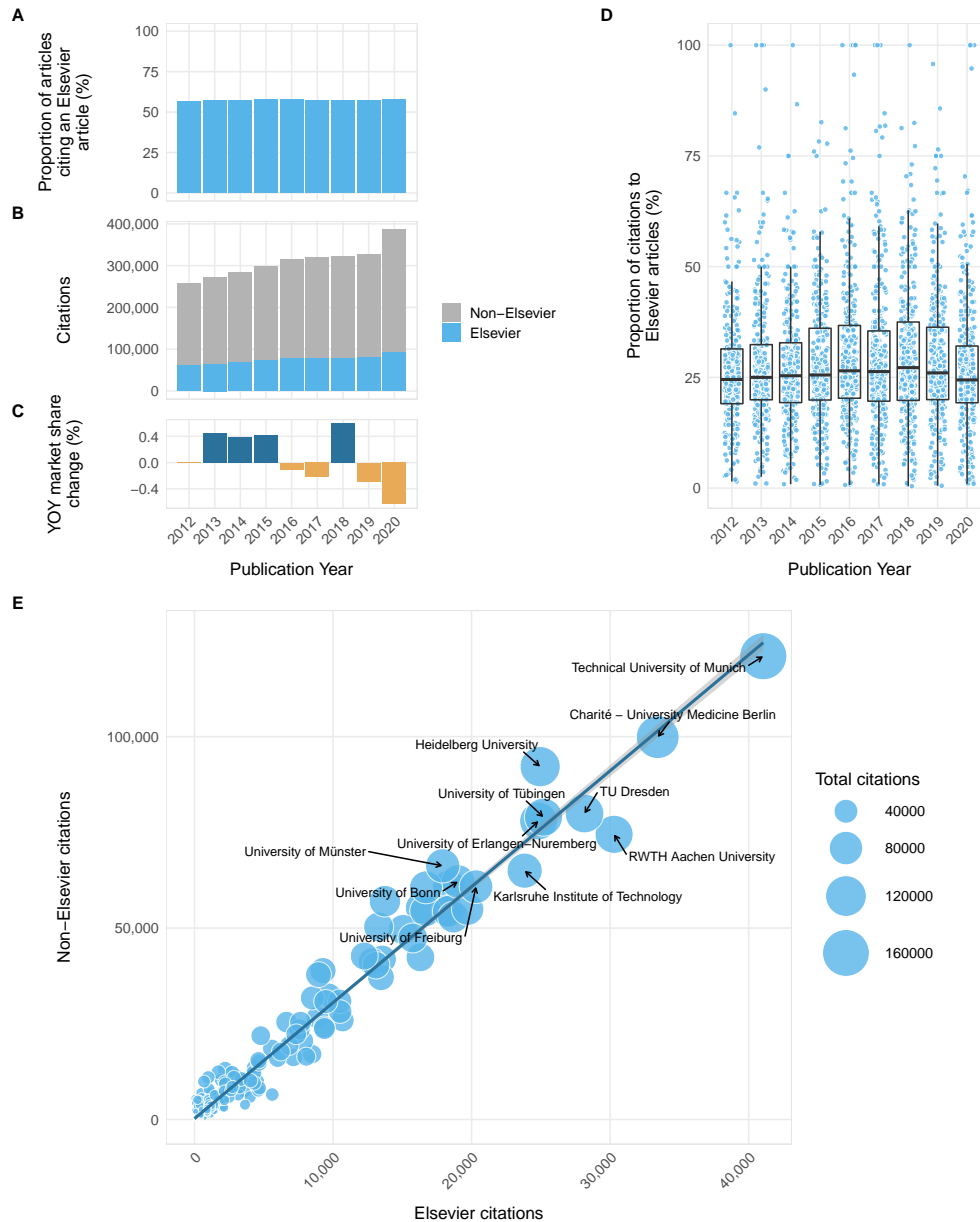 A
Proportion of articles
citing an Elsevier
article (%)
100
75
50
25
0
B
Citations
400,000
300,000
200,000
100,000
0
Non−Elsevier
Elsevier
C
YOY market share
change (%)
0.4
0.0
−0.4
2012
2013
2014
2015
2016
2017
2018
2019
2020
Publication Year
D
Proportion of citations to
Elsevier articles (%)
100
75
50
25
0
2012
2013
2014
2015
2016
2017
2018
2019
2020
Publication Year
E
Non−Elsevier citations
100,000
50,000
0
Technical University of Munich
Charité − University Medicine Berlin
Heidelberg University
TU Dresden
University of Tübingen
University of Erlangen−Nuremberg
University of Münster
RWTH Aachen University
University of Bonn
Karlsruhe Institute of Technology
University of Freiburg
0
10,000
20,000
30,000
40,000
Elsevier citations
Total citations
40000
80000
120000
160000